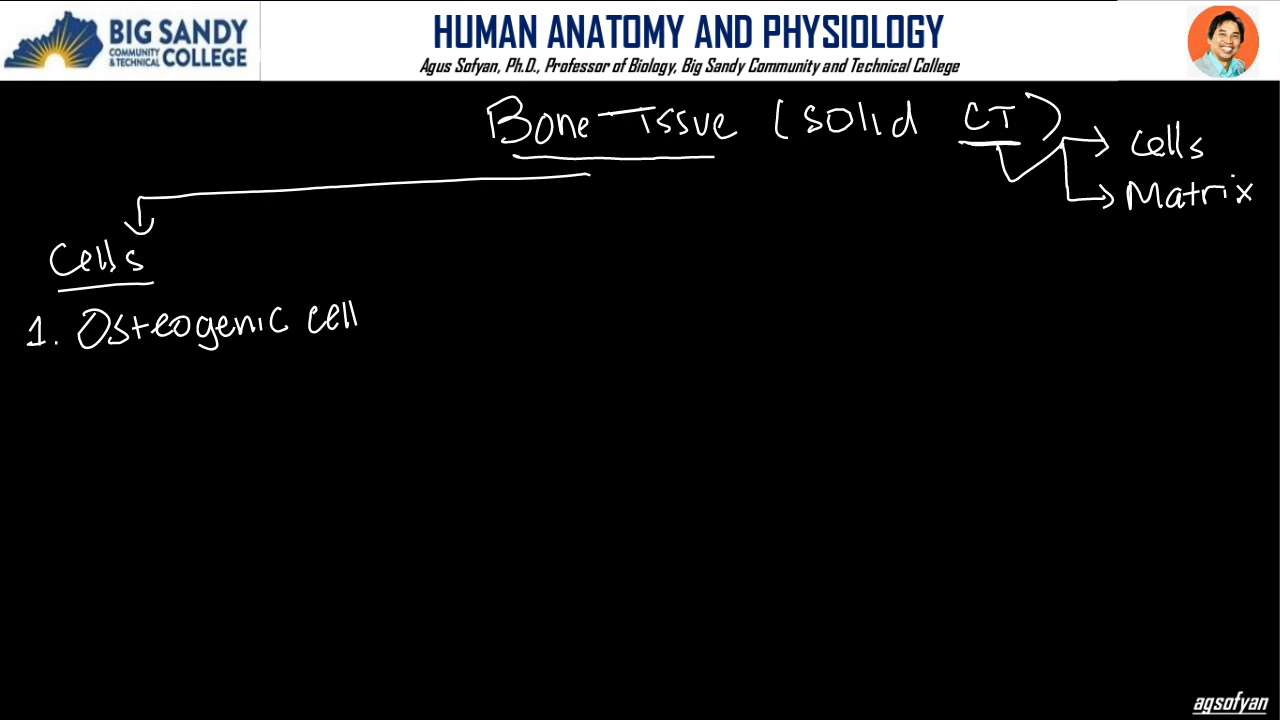 BIG SANDY
COMMUNITY
& TECHNICAL COLLEGE
HUMAN ANATOMY AND PHYSIOLOGY
Agus Sofyan, Ph.D., Professor of Biology, Big Sandy Community and Technical College
Bone Tissue (solid CT)
Cells
Matrix
Cells
1. Osteogenic cell
agsofyan